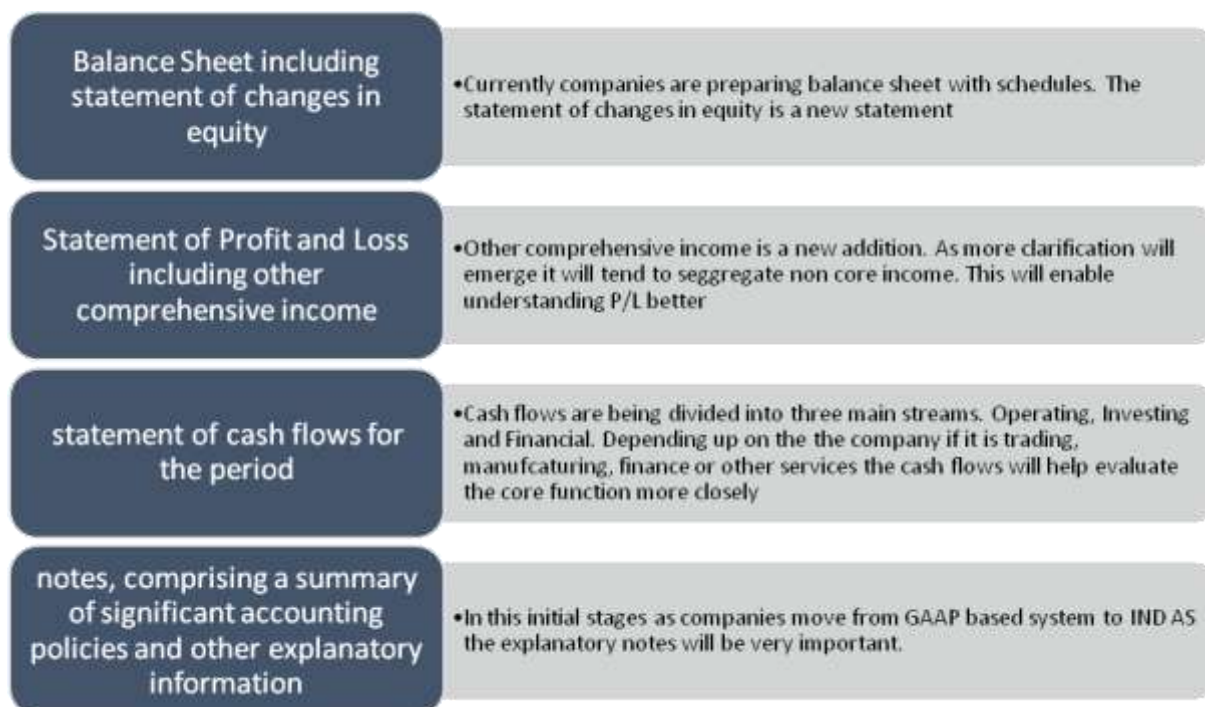 Balance Sheet including
statement of changes in
equity
•Currently companies are preparing balance sheet with schedules. The
statement of changes in equity is a new statement
Statement of Profit and Loss
including other
comprehensive income
•Other comprehensive income is a new addition. As more clarification will
emerge it will tend to seggregate non core income. This will enable
understanding P/L better
statement of cash flows for
the period
•Cash flows are being divided into three main streams. Operating, Investing
and Financial. Depending up on the the company if it is trading,
manufcaturing, finance or other services the cash flows will help evaluate
the core function more closely
notes, comprising a summary
of significant accounting
policies and other explanatory
information
•In this initial stages as companies move from GAAP based system to IND AS
the explanatory notes will be very important.